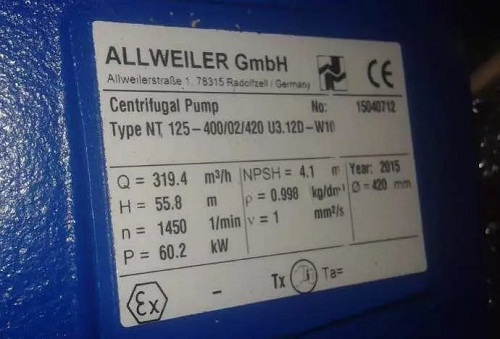 ALLWEILER GmbH
Allweilerstraße 1, 78315 Radolfzell / Germany
CE
Centrifugal Pump No: 15040712
Type NT 125-400/02/420 U3.12D-W10
Q = 319.4 m³/h NPSH = 4.1 m Year: 2015
H = 55.8 m ρ = 0.998 kg/dm³ Ø = 420 mm
n = 1450 1/min ν = 1 mm²/s
P = 60.2 kW
Ex - Tx Ta=